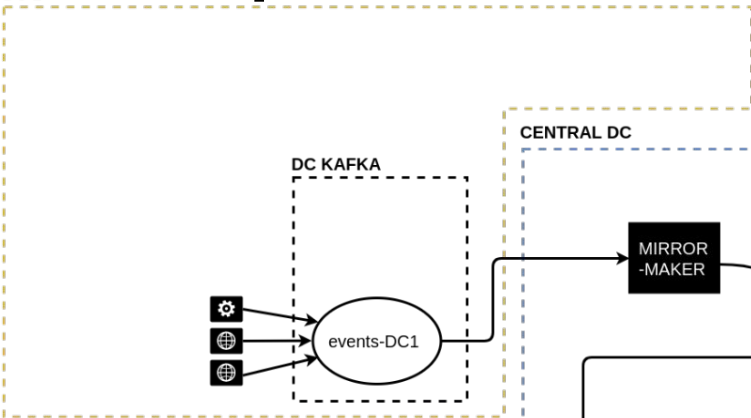 CENTRAL DC
DC KAFKA
MIRROR
-MAKER
events-DC1